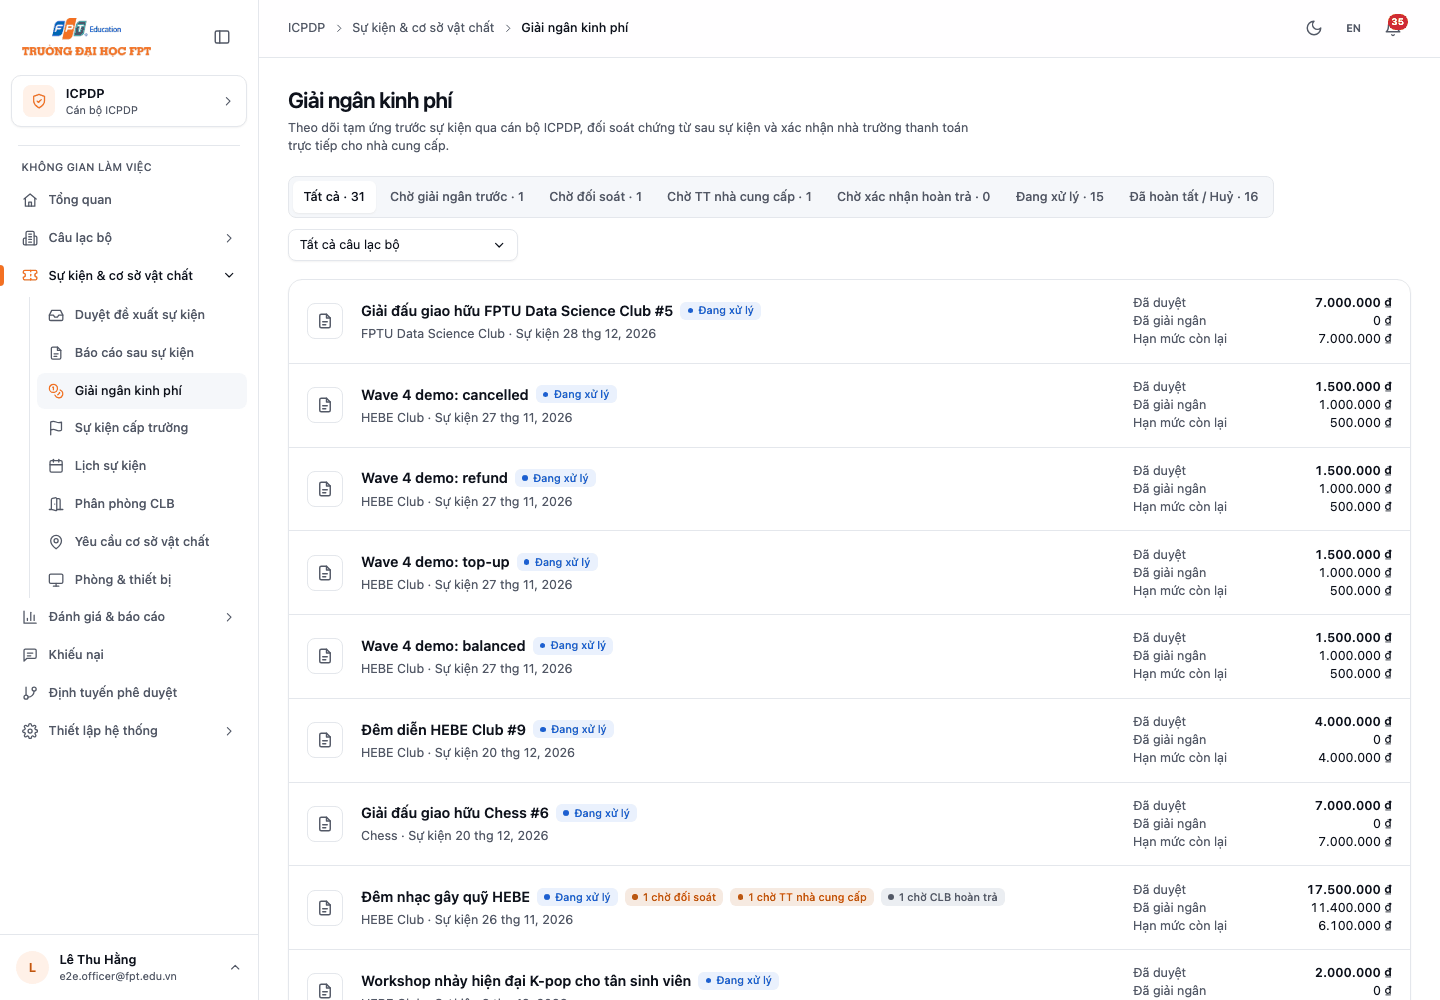 FPT Education
TRƯỜNG ĐẠI HỌC FPT
ICPDP
Cán bộ ICPDP
KHÔNG GIAN LÀM VIỆC
Tổng quan
Câu lạc bộ
Sự kiện & cơ sở vật chất
Duyệt đề xuất sự kiện
Báo cáo sau sự kiện
Giải ngân kinh phí
Sự kiện cấp trường
Lịch sự kiện
Phân phòng CLB
Yêu cầu cơ sở vật chất
Phòng & thiết bị
Đánh giá & báo cáo
Khiếu nại
Định tuyến phê duyệt
Thiết lập hệ thống
L
Lê Thu Hằng
e2e.officer@fpt.edu.vn
ICPDP > Sự kiện & cơ sở vật chất > Giải ngân kinh phí
EN
35
Giải ngân kinh phí
Theo dõi tạm ứng trước sự kiện qua cán bộ ICPDP, đối soát chứng từ sau sự kiện và xác nhận nhà trường thanh toán
trực tiếp cho nhà cung cấp.
Tất cả · 31 Chờ giải ngân trước · 1 Chờ đối soát · 1 Chờ TT nhà cung cấp · 1 Chờ xác nhận hoàn trả · 0 Đang xử lý · 15 Đã hoàn tất / Huỷ · 16
Tất cả câu lạc bộ
Giải đấu giao hữu FPTU Data Science Club #5 Đang xử lý
FPTU Data Science Club · Sự kiện 28 thg 12, 2026
Đã duyệt 7.000.000 ₫
Đã giải ngân 0 ₫
Hạn mức còn lại 7.000.000 ₫
Wave 4 demo: cancelled Đang xử lý
HEBE Club · Sự kiện 27 thg 11, 2026
Đã duyệt 1.500.000 ₫
Đã giải ngân 1.000.000 ₫
Hạn mức còn lại 500.000 ₫
Wave 4 demo: refund Đang xử lý
HEBE Club · Sự kiện 27 thg 11, 2026
Đã duyệt 1.500.000 ₫
Đã giải ngân 1.000.000 ₫
Hạn mức còn lại 500.000 ₫
Wave 4 demo: top-up Đang xử lý
HEBE Club · Sự kiện 27 thg 11, 2026
Đã duyệt 1.500.000 ₫
Đã giải ngân 1.000.000 ₫
Hạn mức còn lại 500.000 ₫
Wave 4 demo: balanced Đang xử lý
HEBE Club · Sự kiện 27 thg 11, 2026
Đã duyệt 1.500.000 ₫
Đã giải ngân 1.000.000 ₫
Hạn mức còn lại 500.000 ₫
Đêm diễn HEBE Club #9 Đang xử lý
HEBE Club · Sự kiện 20 thg 12, 2026
Đã duyệt 4.000.000 ₫
Đã giải ngân 0 ₫
Hạn mức còn lại 4.000.000 ₫
Giải đấu giao hữu Chess #6 Đang xử lý
Chess · Sự kiện 20 thg 12, 2026
Đã duyệt 7.000.000 ₫
Đã giải ngân 0 ₫
Hạn mức còn lại 7.000.000 ₫
Đêm nhạc gây quỹ HEBE Đang xử lý 1 chờ đối soát 1 chờ TT nhà cung cấp 1 chờ CLB hoàn trả
HEBE Club · Sự kiện 26 thg 11, 2026
Đã duyệt 17.500.000 ₫
Đã giải ngân 11.400.000 ₫
Hạn mức còn lại 6.100.000 ₫
Workshop nhảy hiện đại K-pop cho tân sinh viên Đang xử lý
Đã duyệt 2.000.000 ₫
Đã giải ngân 0 ₫